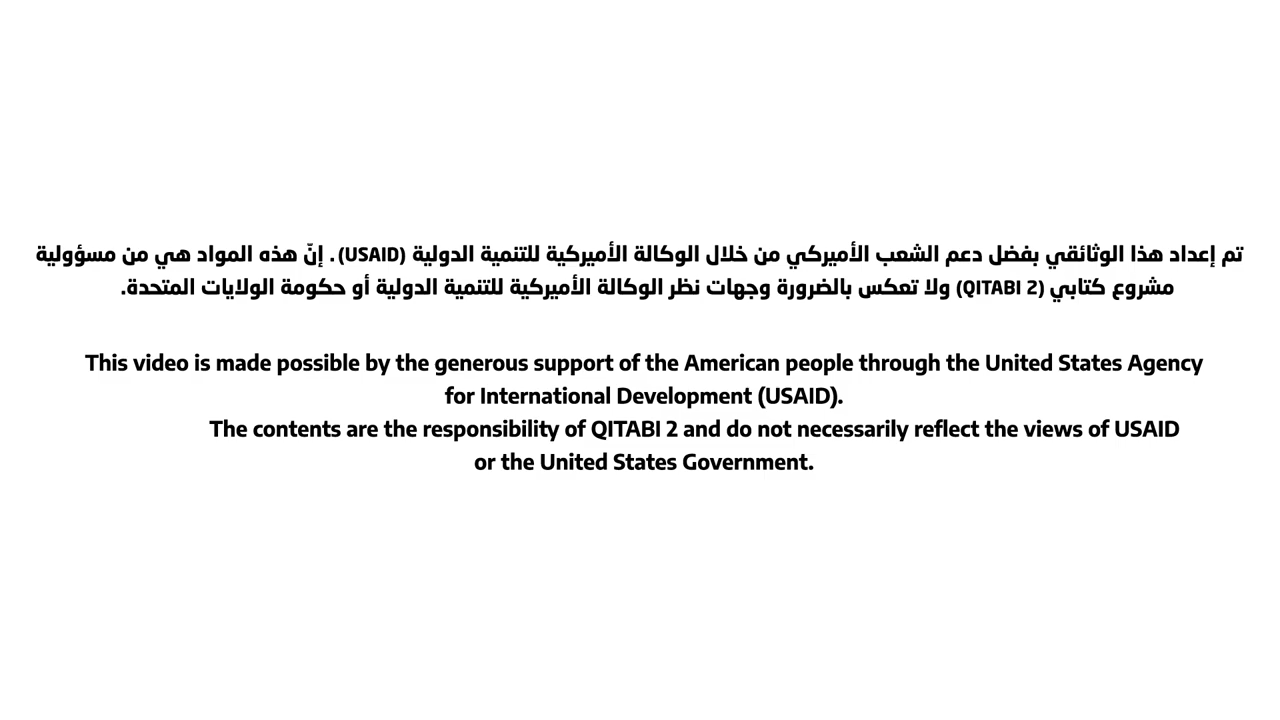 تم إعداد هذا الوثائقي بفضل دعم الشعب الأميركي من خلال الوكالة الأميركية للتنمية الدولية (USAID). إنّ هذه المواد هي من مسؤولية
مشروع كتابي (QITABI 2) ولا تعكس بالضرورة وجهات نظر الوكالة الأميركية للتنمية الدولية أو حكومة الولايات المتحدة.
This video is made possible by the generous support of the American people through the United States Agency
for International Development (USAID).
The contents are the responsibility of QITABI 2 and do not necessarily reflect the views of USAID
or the United States Government.